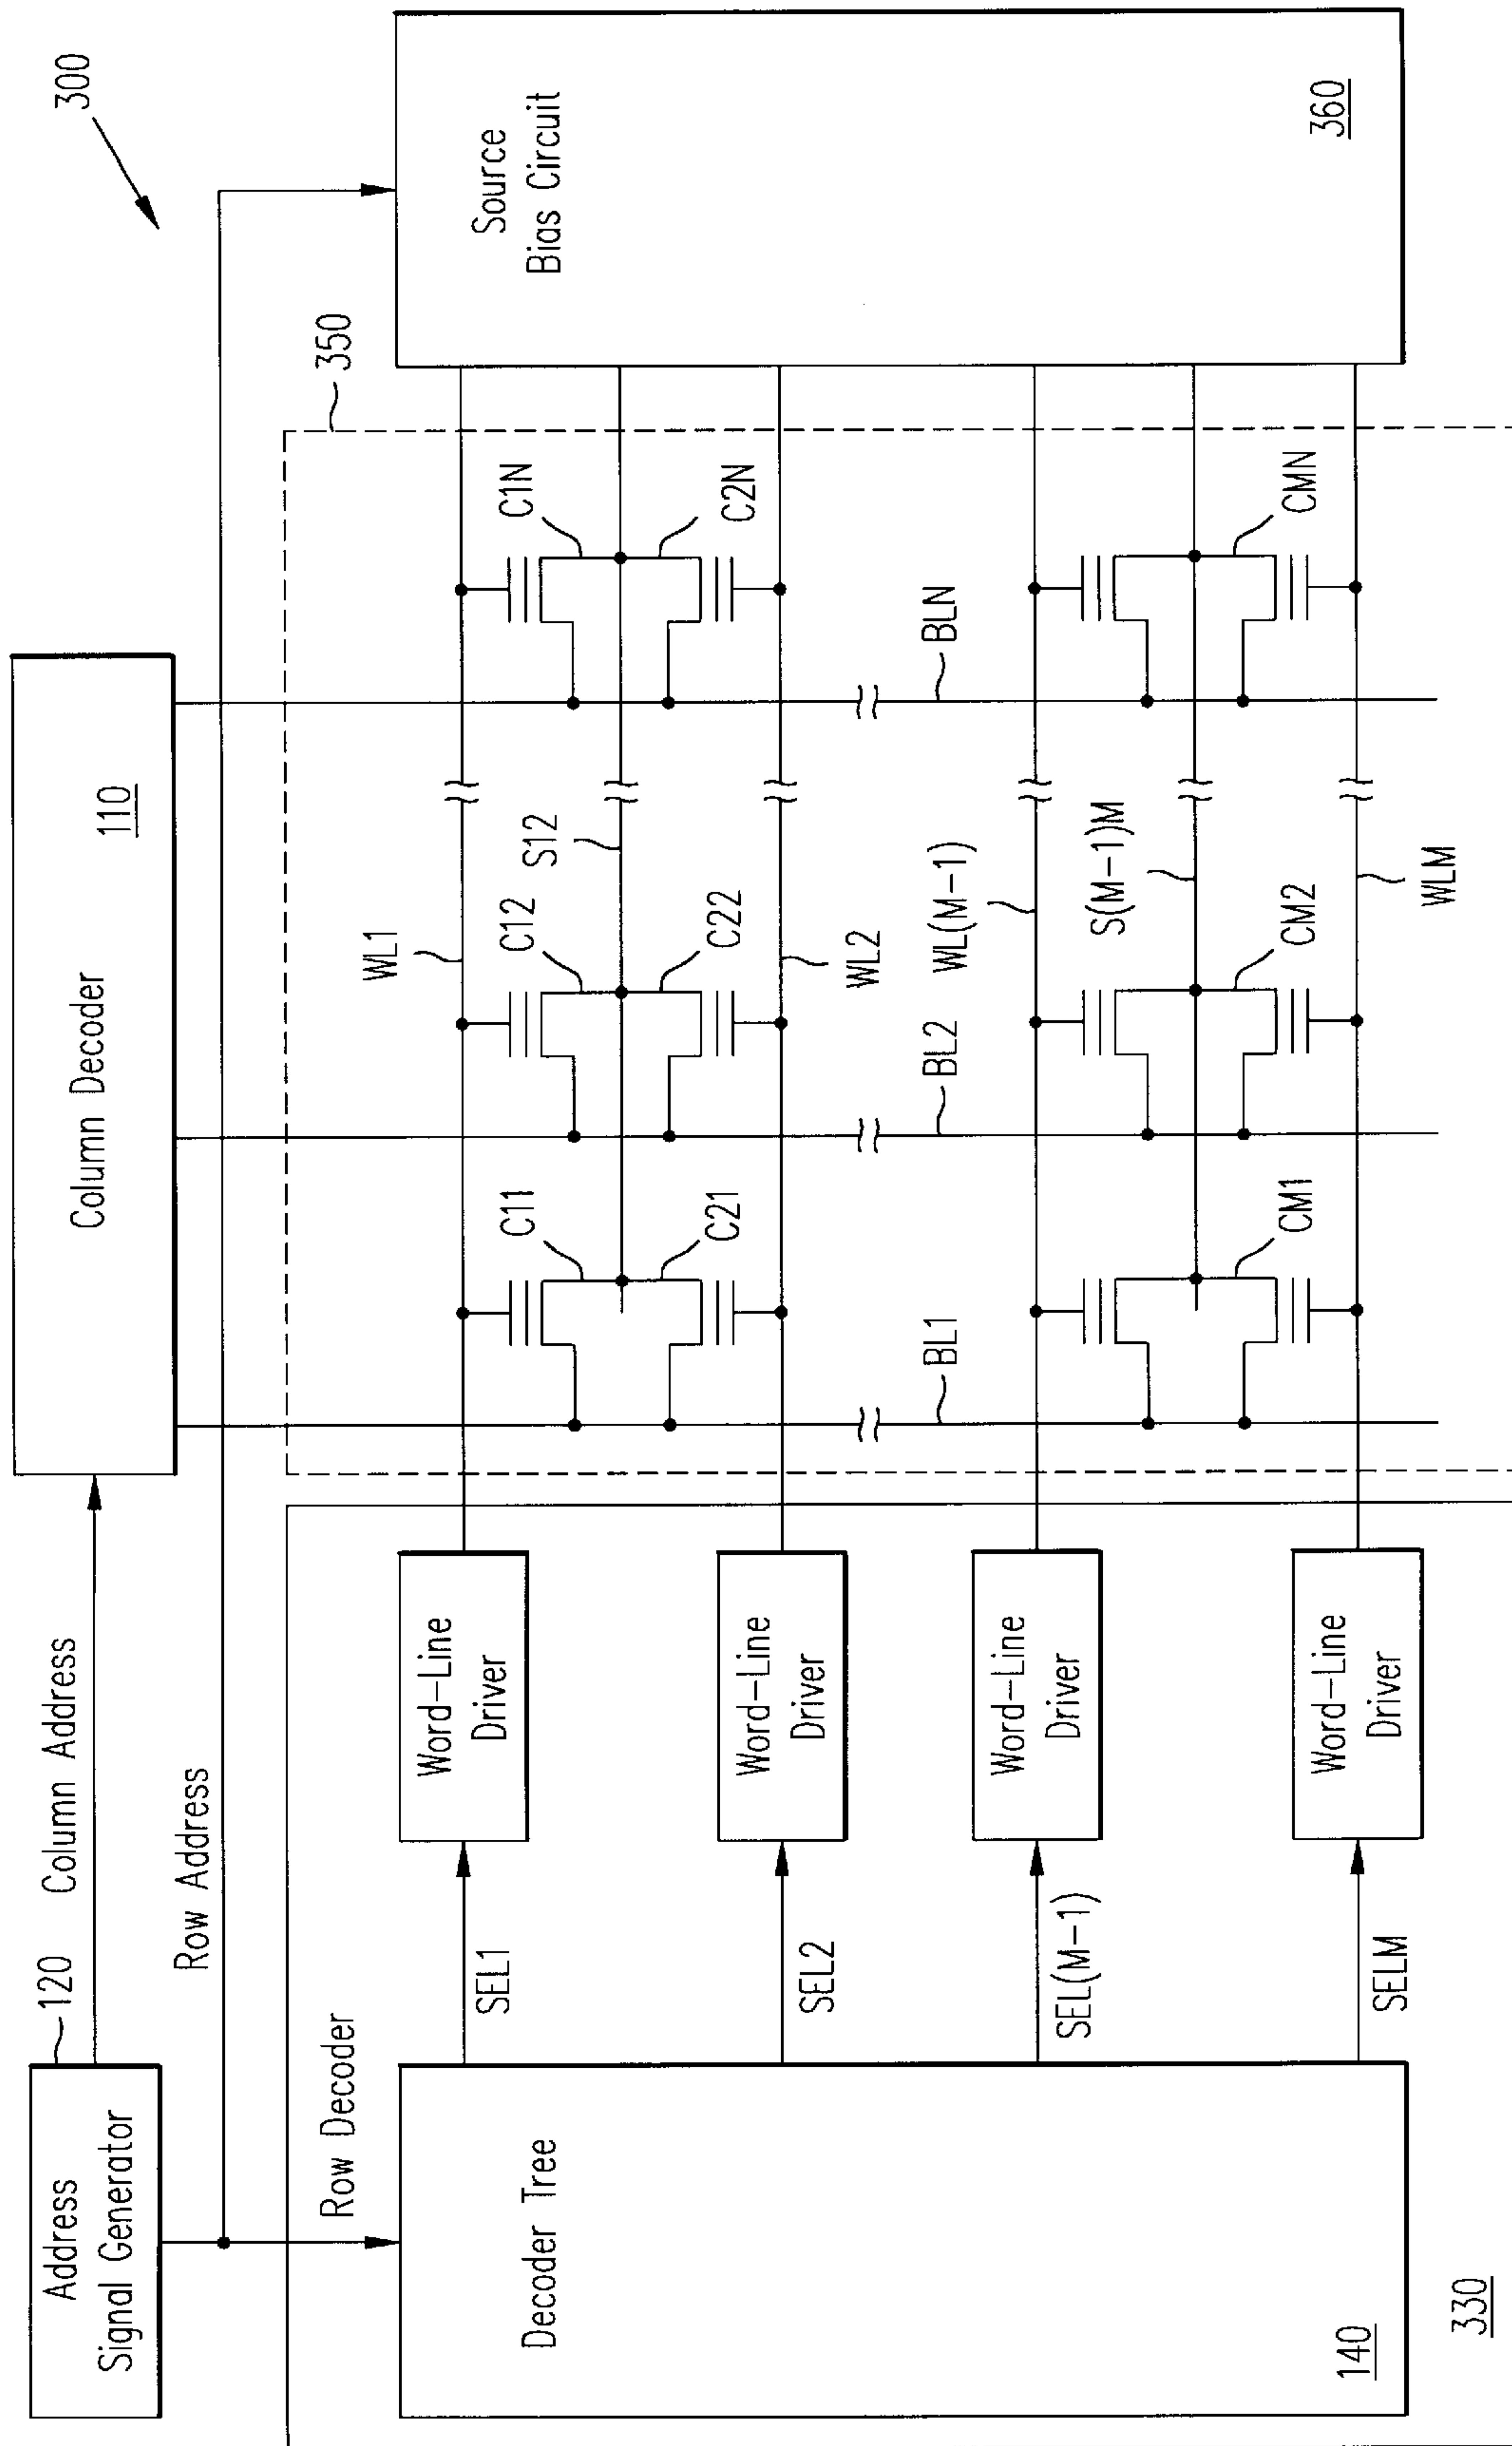 300
Address
Signal Generator
120
Column Address
Column Decoder
110
Row Address
Row Decoder
350
Source
Bias Circuit
360
Decoder Tree
140
330
SEL1
SEL2
SEL(M-1)
SELM
Word-Line
Driver
Word-Line
Driver
Word-Line
Driver
Word-Line
Driver
WL1
C11
C12
S12
C1N
C21
C22
C2N
WL2
BL1
BL2
BLN
WL(M-1)
S(M-1)M
CM1
CM2
CMN
WLM